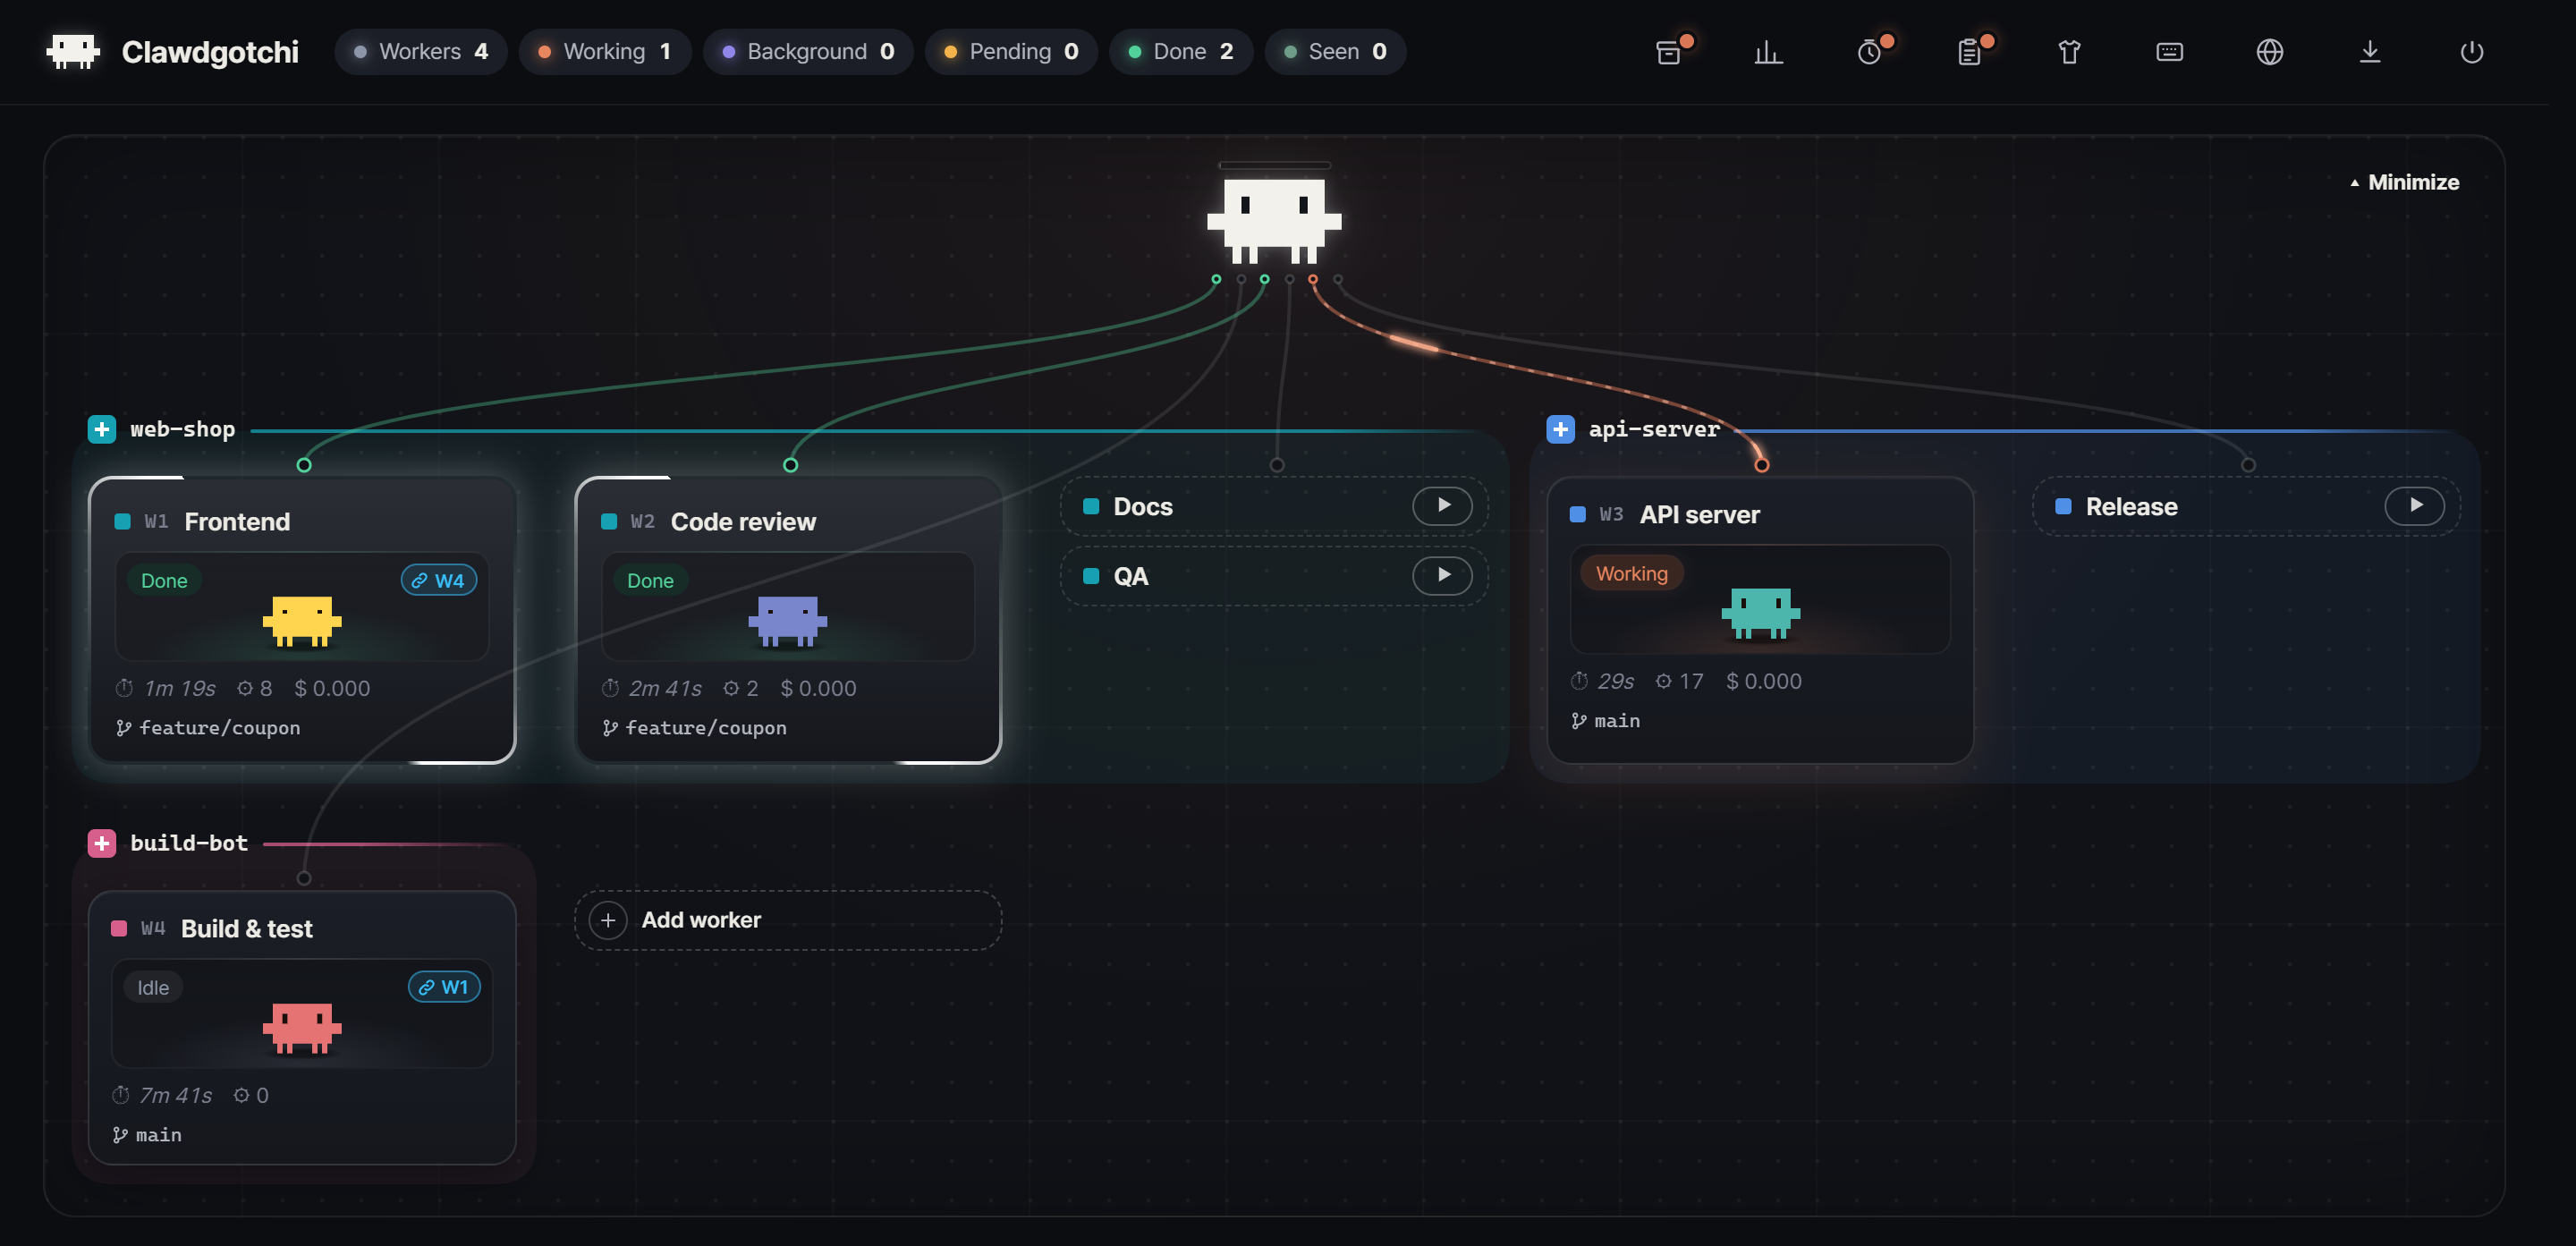 Clawdgotchi
Workers 4
Working 1
Background 0
Pending 0
Done 2
Seen 0
Minimize
web-shop
W1 Frontend
Done
W4
1m 19s 8 $ 0.000
feature/coupon
W2 Code review
Done
2m 41s 2 $ 0.000
feature/coupon
Docs
QA
api-server
W3 API server
Working
29s 17 $ 0.000
main
Release
build-bot
W4 Build & test
Idle
W1
7m 41s 0
main
Add worker